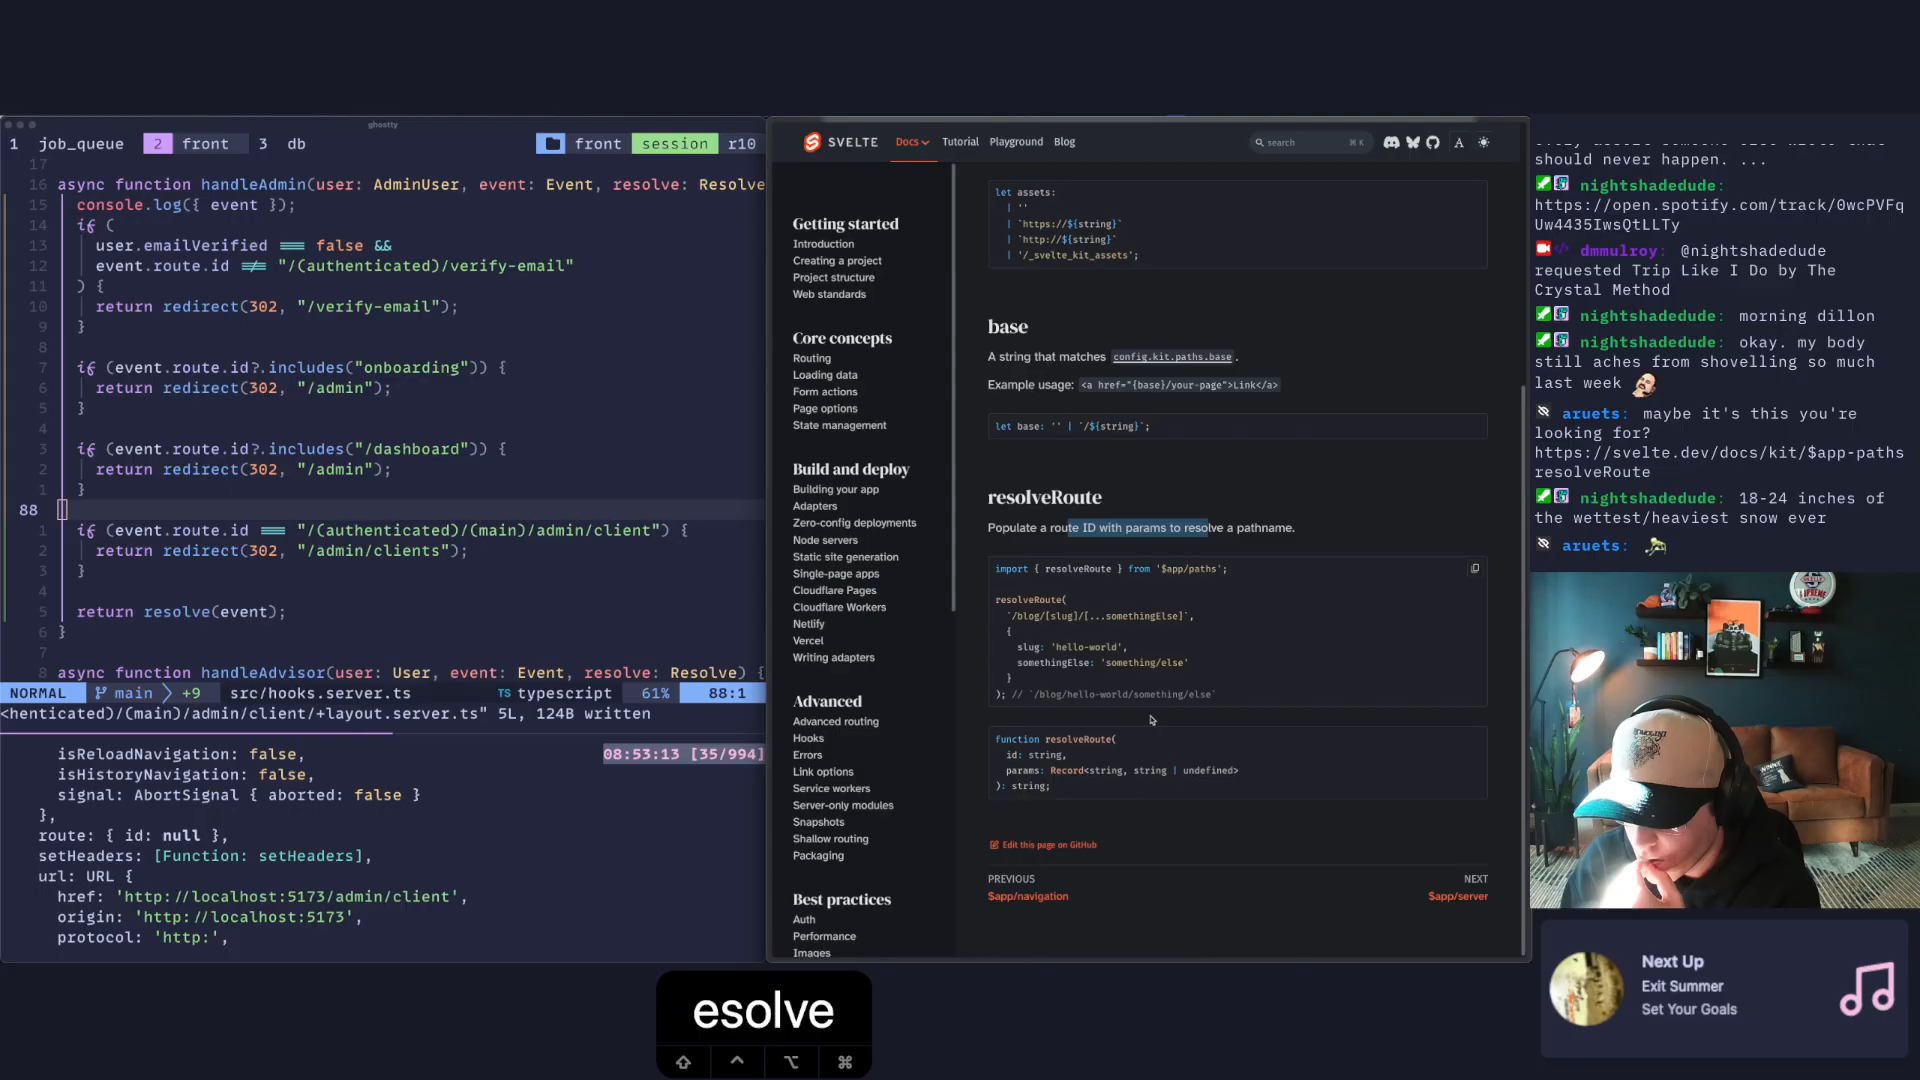 ghostty
1 job_queue 2 front 3 db front session r10
17
16 async function handleAdmin(user: AdminUser, event: Event, resolve: Resolve
15 console.log({ event });
14 if (
13 user.emailVerified === false &&
12 event.route.id !== "/(authenticated)/verify-email"
11 ) {
10 return redirect(302, "/verify-email");
9 }
8
7 if (event.route.id?.includes("onboarding")) {
6 return redirect(302, "/admin");
5 }
4
3 if (event.route.id?.includes("/dashboard")) {
2 return redirect(302, "/admin");
1 }
88
1 if (event.route.id === "/(authenticated)/(main)/admin/client") {
2 return redirect(302, "/admin/clients");
3 }
4
5 return resolve(event);
6 }
7
8 async function handleAdvisor(user: User, event: Event, resolve: Resolve) {
NORMAL main +9 src/hooks.server.ts TS typescript 61% 88:1
<henticated)/(main)/admin/client/+layout.server.ts" 5L, 124B written
isReloadNavigation: false, 08:53:13 [35/994]
isHistoryNavigation: false,
signal: AbortSignal { aborted: false }
},
route: { id: null },
setHeaders: [Function: setHeaders],
url: URL {
href: 'http://localhost:5173/admin/client',
origin: 'http://localhost:5173',
protocol: 'http:',
SVELTE Docs Tutorial Playground Blog search ⌘ K A
Getting started
Introduction
Creating a project
Project structure
Web standards
Core concepts
Routing
Loading data
Form actions
Page options
State management
Build and deploy
Building your app
Adapters
Zero-config deployments
Node servers
Static site generation
Single-page apps
Cloudflare Pages
Cloudflare Workers
Netlify
Vercel
Writing adapters
Advanced
Advanced routing
Hooks
Errors
Link options
Service workers
Server-only modules
Snapshots
Shallow routing
Packaging
Best practices
Auth
Performance
Images
let assets:
| ''
| `https://${string}`
| `http://${string}`
| '/_svelte_kit_assets';
base
A string that matches config.kit.paths.base .
Example usage: <a href="{base}/your-page">Link</a>
let base: '' | `/${string}`;
resolveRoute
Populate a route ID with params to resolve a pathname.
import { resolveRoute } from '$app/paths';
resolveRoute(
`/blog/[slug]/[...somethingElse]`,
{
slug: 'hello-world',
somethingElse: 'something/else'
}
); // `/blog/hello-world/something/else`
function resolveRoute(
id: string,
params: Record<string, string | undefined>
): string;
Edit this page on GitHub
PREVIOUS NEXT
$app/navigation $app/server
should never happen. ...
nightshadedude:
https://open.spotify.com/track/0wcPVFq
Uw4435IwsQtLLTy
dmmulroy: @nightshadedude
requested Trip Like I Do by The
Crystal Method
nightshadedude: morning dillon
nightshadedude: okay. my body
still aches from shovelling so much
last week
aruets: maybe it's this you're
looking for?
https://svelte.dev/docs/kit/$app-paths
resolveRoute
nightshadedude: 18-24 inches of
the wettest/heaviest snow ever
aruets:
SUPREME
esolve
⇧ ^ ⌥ ⌘
Next Up
Exit Summer
Set Your Goals